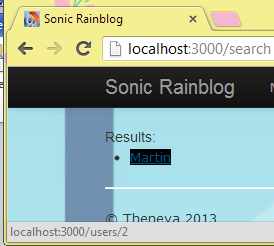 Sonic Rainblog
localhost:3000/search
Sonic Rainblog
Results:
Martin
© Theneva 2013
localhost:3000/users/2